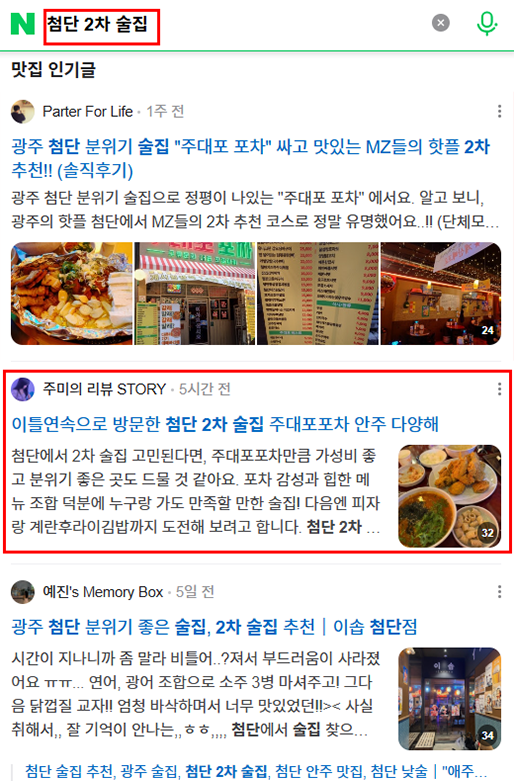 N 첨단 2차 술집
맛집 인기글
Parter For Life · 1주 전
광주 첨단 분위기 술집 "주대포 포차" 싸고 맛있는 MZ들의 핫플 2차
추천!! (솔직후기)
광주 첨단 분위기 술집으로 정평이 나있는 "주대포 포차" 에서요. 알고 보니,
광주의 핫플 첨단에서 MZ들의 2차 추천 코스로 정말 유명했어요..!! (단체모...
24
주미의 리뷰 STORY · 5시간 전
이틀연속으로 방문한 첨단 2차 술집 주대포포차 안주 다양해
첨단에서 2차 술집 고민된다면, 주대포포차만큼 가성비 좋
고 분위기 좋은 곳도 드물 것 같아요. 포차 감성과 힙한 메
뉴 조합 덕분에 누구랑 가도 만족할 만한 술집! 다음엔 피자
랑 계란후라이김밥까지 도전해 보려고 합니다. 첨단 2차 ...
32
예진's Memory Box · 5일 전
광주 첨단 분위기 좋은 술집, 2차 술집 추천 | 이솝 첨단점
시간이 지나니까 좀 말라 비틀어..?져서 부드러움이 사라졌
어요 ㅠㅠ... 연어, 광어 조합으로 소주 3병 마셔주고! 그다
음 닭껍질 교자!! 엄청 바삭하면서 너무 맛있었던!!>< 사실
취해서,, 잘 기억이 안나는,,ㅎㅎ,,,, 첨단에서 술집 찾으...
이솝
34
첨단 술집 추천, 광주 술집, 첨단 2차 술집, 첨단 안주 맛집, 첨단 낮술 | "애주...